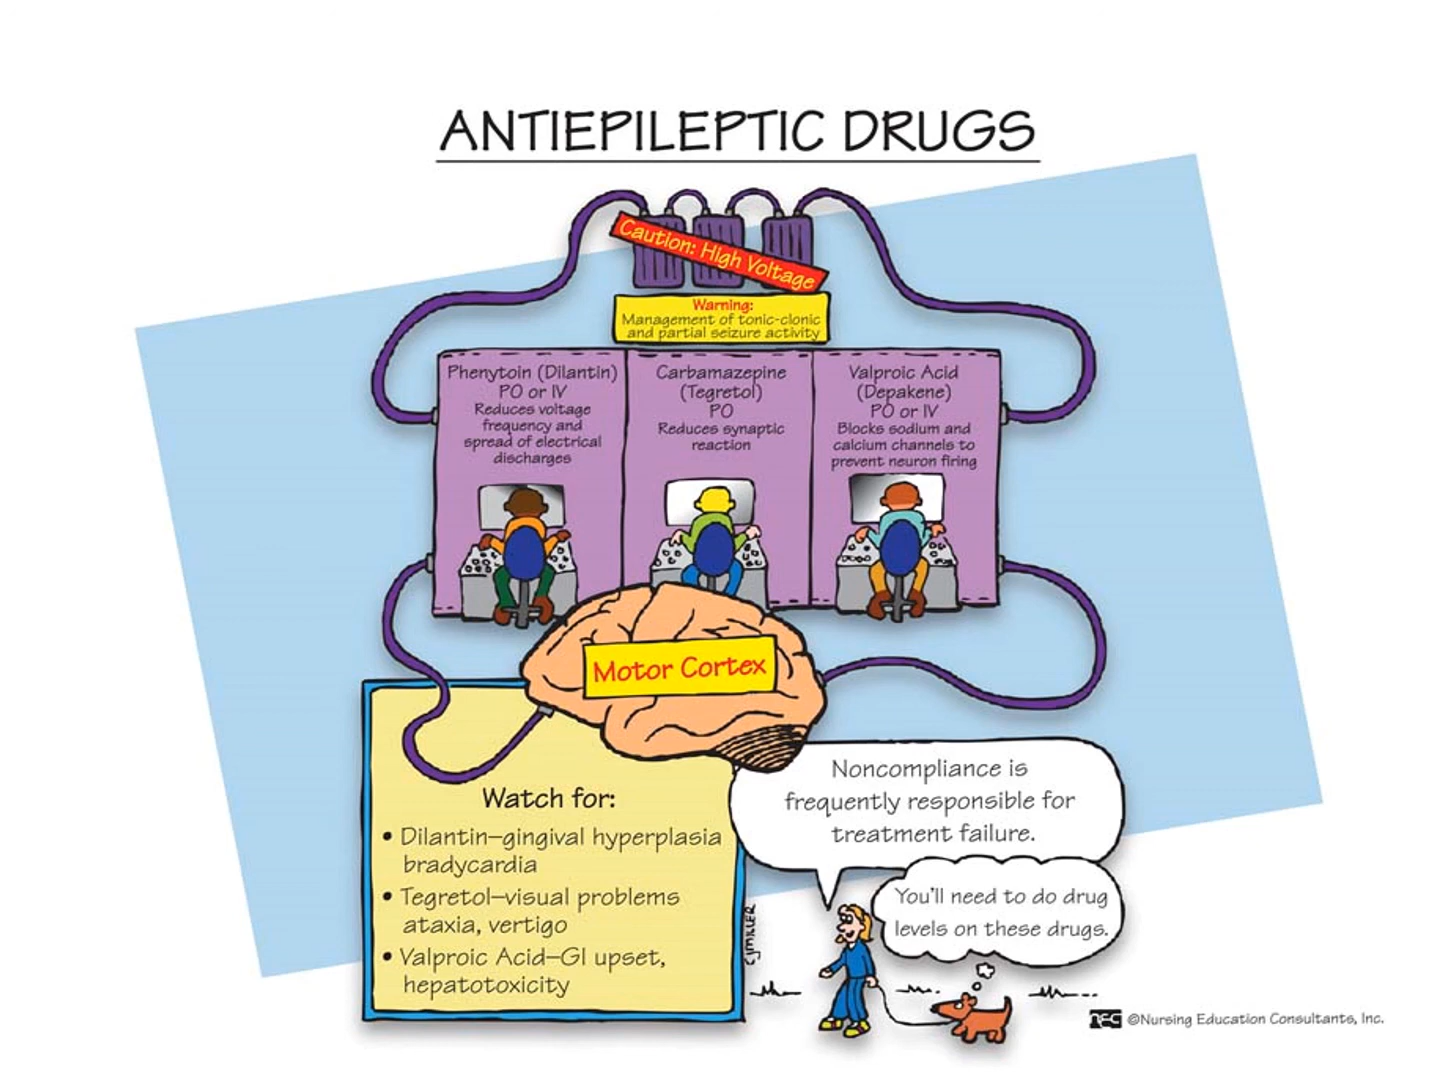 ANTIEPILEPTIC DRUGS
Caution: High Voltage
Warning:
Management of tonic-clonic
and partial seizure activity
Phenytoin (Dilantin)
PO or IV
Reduces voltage
frequency and
spread of electrical
discharges
Carbamazepine
(Tegretol)
PO
Reduces synaptic
reaction
Valproic Acid
(Depakene)
PO or IV
Blocks sodium and
calcium channels to
prevent neuron firing
Motor Cortex
Watch for:
• Dilantin–gingival hyperplasia
bradycardia
• Tegretol–visual problems
ataxia, vertigo
• Valproic Acid–GI upset,
hepatotoxicity
Noncompliance is
frequently responsible for
treatment failure.
You'll need to do drug
levels on these drugs.
CJMILLER
nec ©Nursing Education Consultants, Inc.